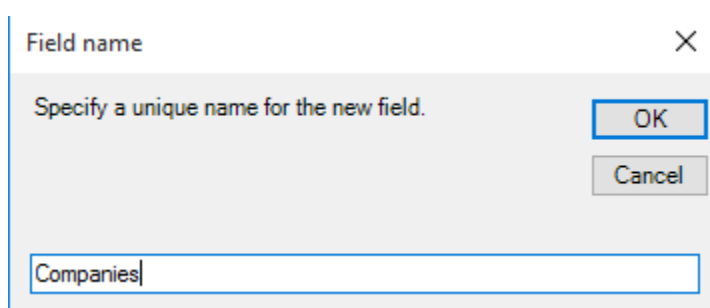 Field name
Specify a unique name for the new field.
OK
Cancel
Companies